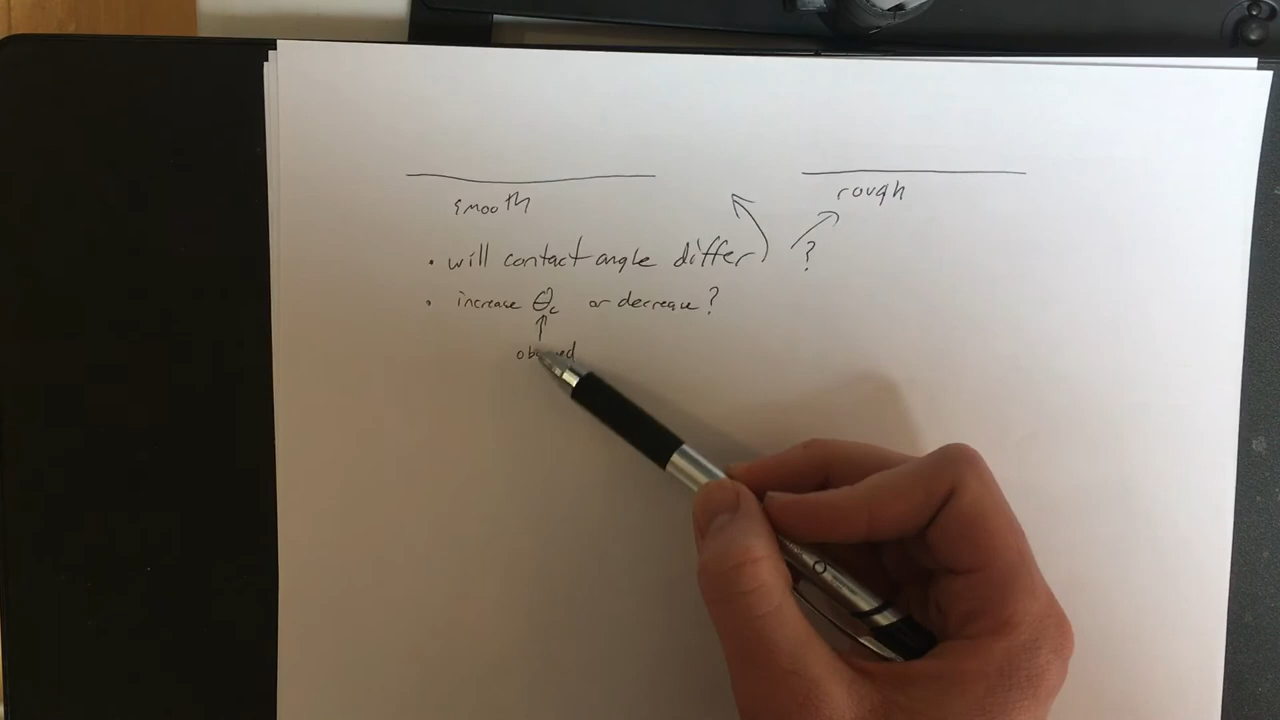 smooth
rough
• will contact angle differ ?
• increase θc or decrease?